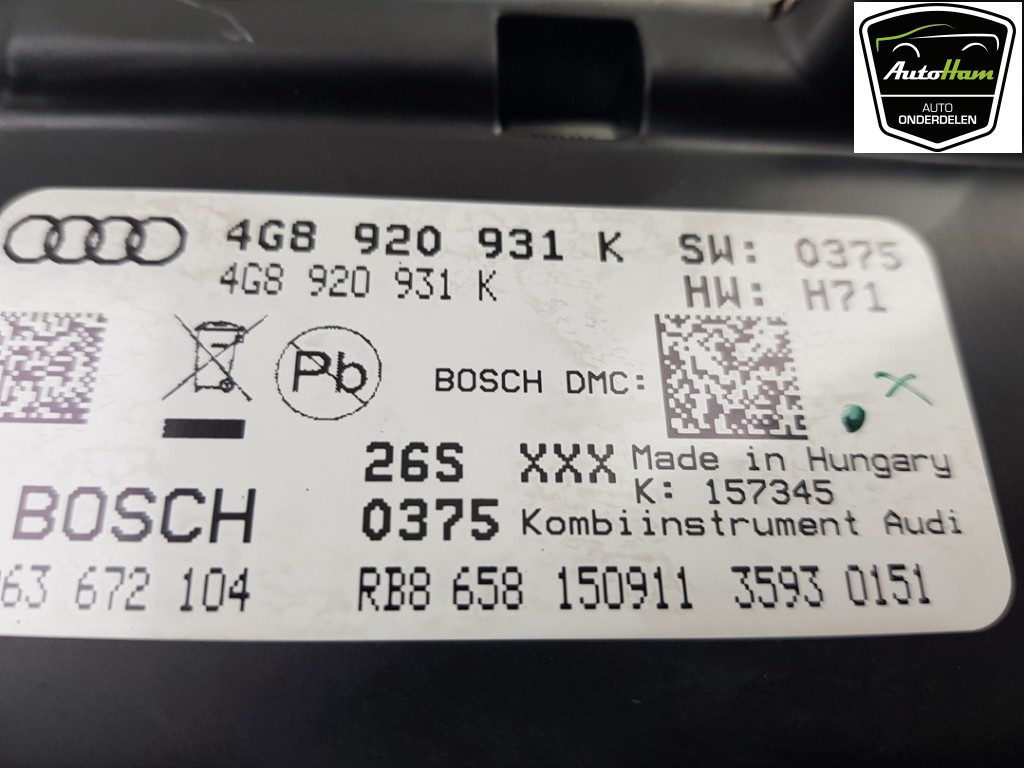 AutoHam
AUTO
ONDERDELEN
4G8 920 931 K SW: 0375
4G8 920 931 K HW: H71
Pb BOSCH DMC:
26S XXX Made in Hungary
K: 157345
BOSCH 0375 Kombiinstrument Audi
63 672 104 RB8 658 150911 3593 0151